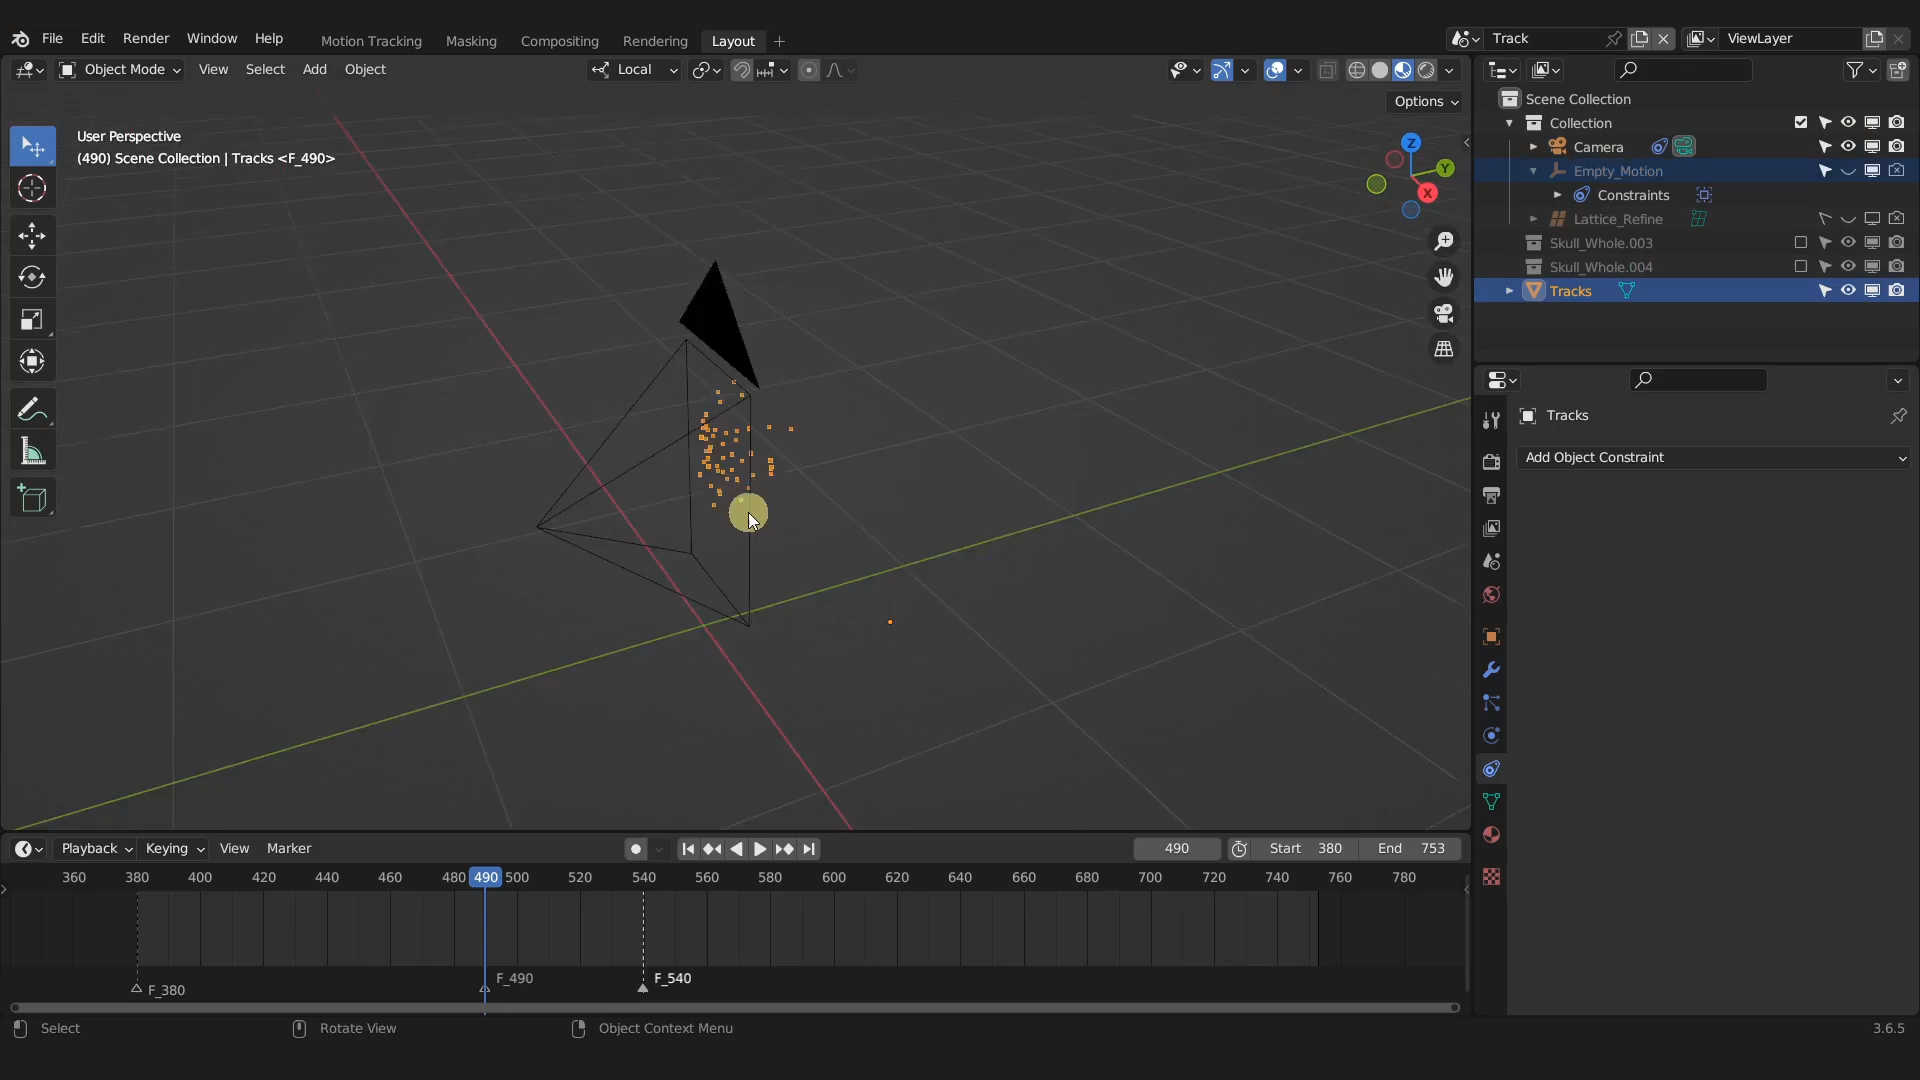 File Edit Render Window Help Motion Tracking Masking Compositing Rendering Layout Track ViewLayer
Object Mode View Select Add Object Local
Options
User Perspective
(490) Scene Collection | Tracks <F_490>
Z
Y
X
Scene Collection
Collection
Camera
Empty_Motion
Constraints
Lattice_Refine
Skull_Whole.003
Skull_Whole.004
Tracks
Tracks
Add Object Constraint
Playback Keying View Marker 490 Start 380 End 753
360 380 400 420 440 460 480 490 500 520 540 560 580 600 620 640 660 680 700 720 740 760 780
F_380 F_490 F_540
Select Rotate View Object Context Menu 3.6.5